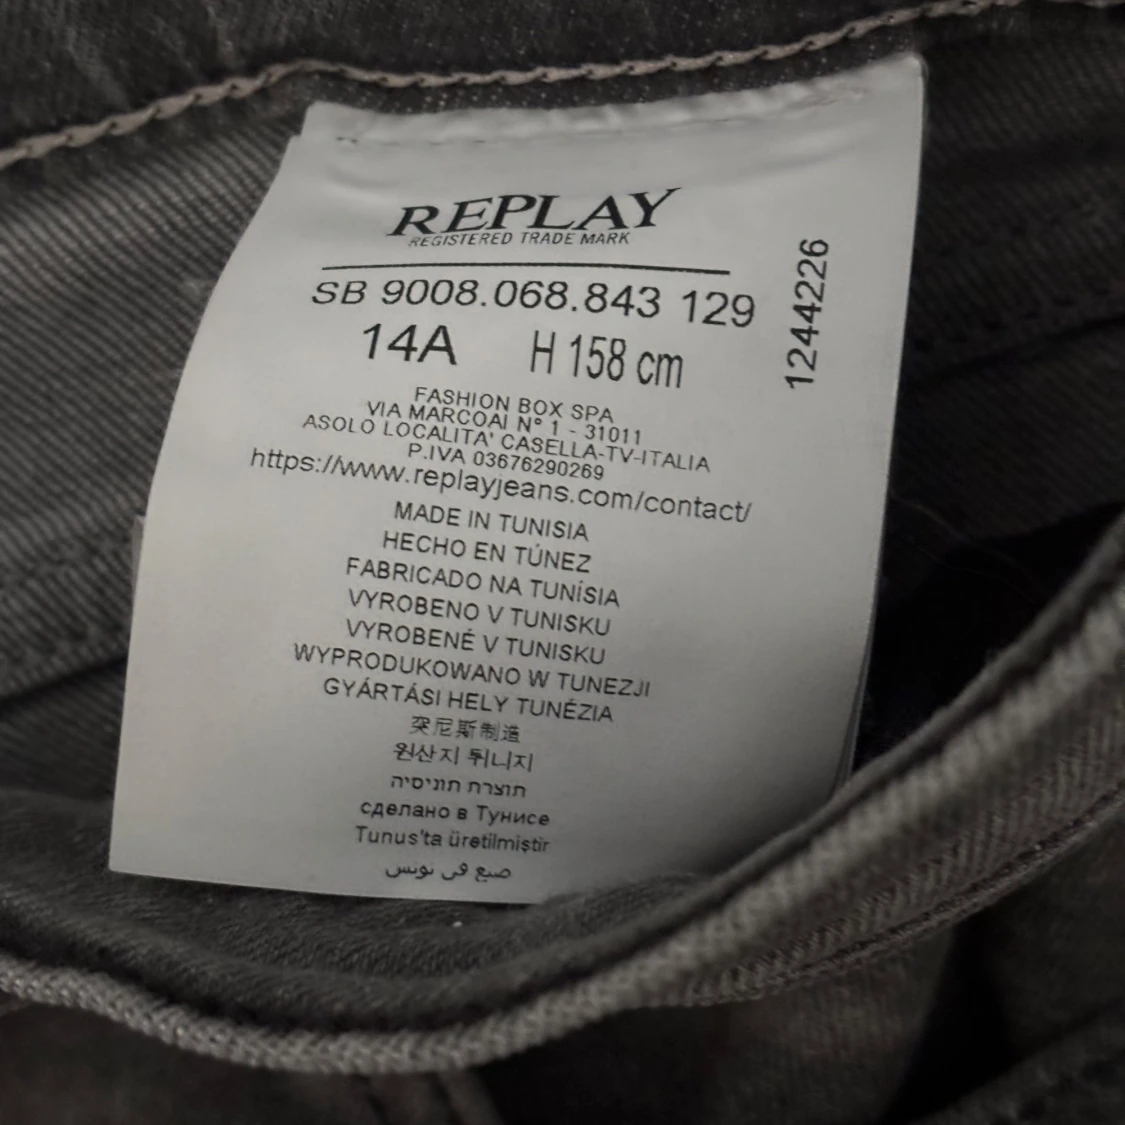 REPLAY
REGISTERED TRADE MARK
SB 9008.068.843 129
1244226
14A H 158 cm
FASHION BOX SPA
VIA MARCOAI N° 1 - 31011
ASOLO LOCALITA' CASELLA-TV-ITALIA
P.IVA 03676290269
https://www.replayjeans.com/contact/
MADE IN TUNISIA
HECHO EN TÚNEZ
FABRICADO NA TUNíSIA
VYROBENO V TUNISKU
VYROBENÉ V TUNISKU
WYPRODUKOWANO W TUNEZJI
GYÁRTÁSI HELY TUNÉZIA
突尼斯制造
원산지 튀니지
תוצרת תוניסיה
сделано в Тунисе
Tunus'ta üretilmiştir
صنع في تونس